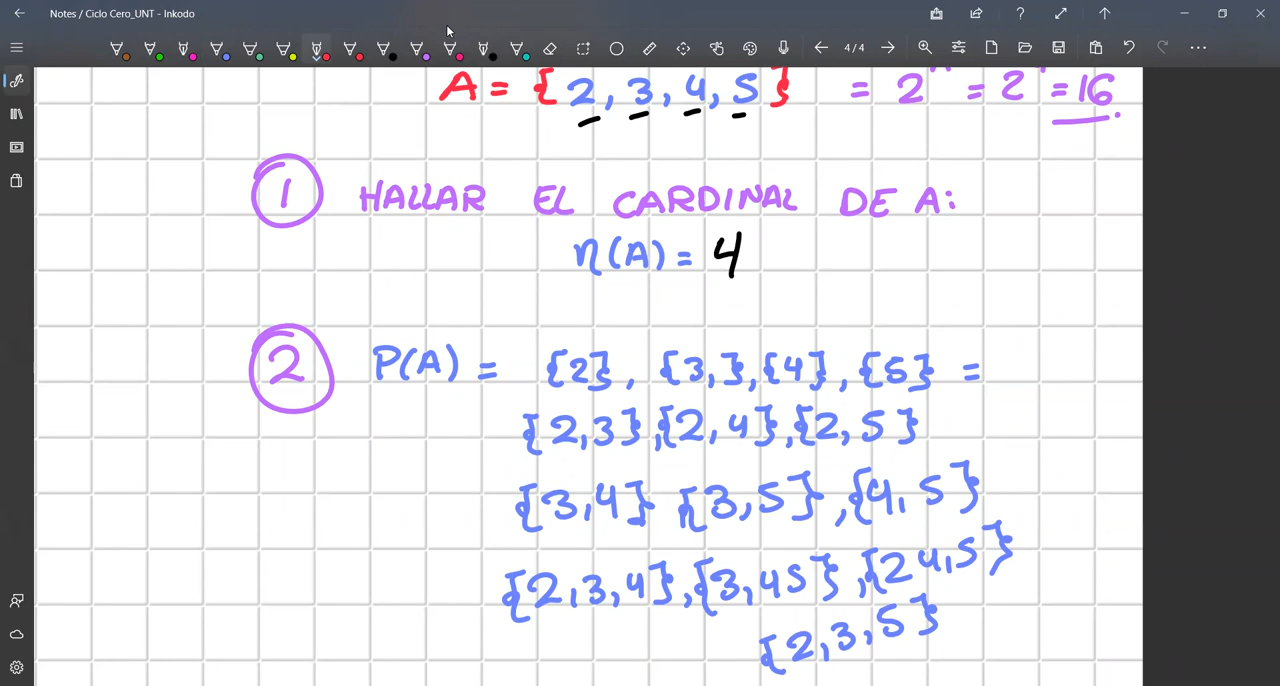 Notes / Ciclo Cero_UNT - Inkodo
4 / 4
A = { 2, 3, 4, 5 } = 2 = 2 = 16
1 HALLAR EL CARDINAL DE A:
n(A) = 4
2 P(A) = {2}, {3,}, {4}, {5} =
{2,3}, {2,4}, {2,5}
{3,4} {3,5}, {4,5}
{2,3,4}, {3,45}, {2 4,5}
{2,3,5}